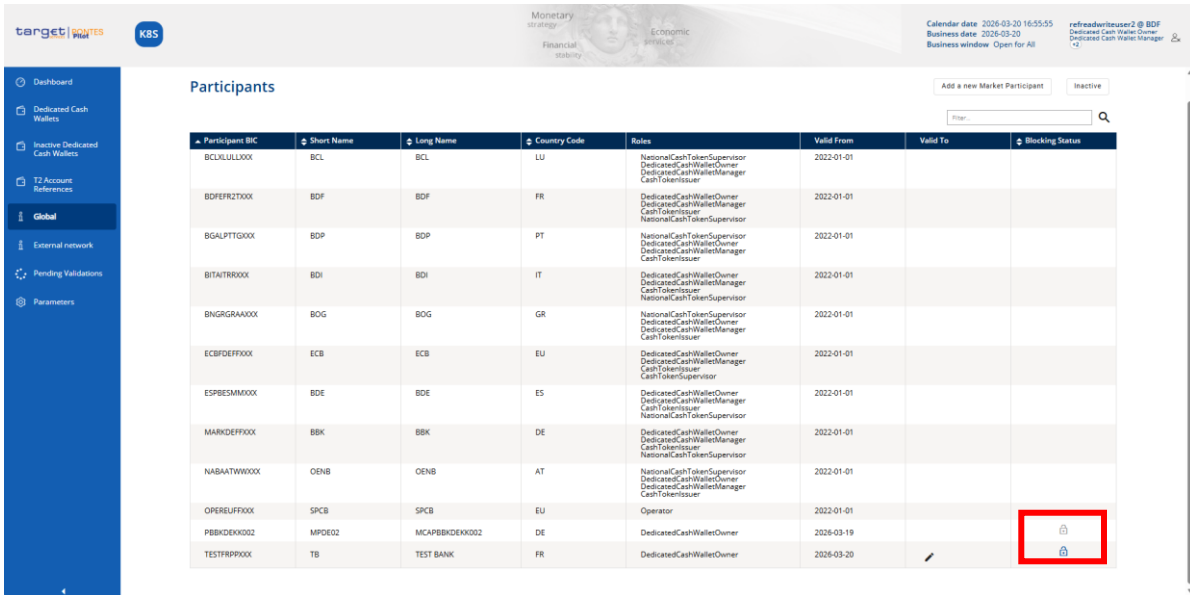 target | PONTES
Pilot
K8S
Monetary
strategy
Economic
services
Financial
stability
Calendar date 2026-03-20 16:55:55
Business date 2026-03-20
Business window Open for All
refreadwriteuser2 @ BDF
Dedicated Cash Wallet Owner
Dedicated Cash Wallet Manager
+2
Dashboard
Dedicated Cash
Wallets
Inactive Dedicated
Cash Wallets
T2 Account
References
Global
External network
Pending Validations
Parameters
Participants
Add a new Market Participant
Inactive
Filter...
Participant BIC Short Name Long Name Country Code Roles Valid From Valid To Blocking Status
BCLXLULLXXX BCL BCL LU NationalCashTokenSupervisor 2022-01-01
DedicatedCashWalletOwner
DedicatedCashWalletManager
CashTokenIssuer
BDFEFR2TXXX BDF BDF FR DedicatedCashWalletOwner 2022-01-01
DedicatedCashWalletManager
CashTokenIssuer
NationalCashTokenSupervisor
BGALPTTGXXX BDP BDP PT NationalCashTokenSupervisor 2022-01-01
DedicatedCashWalletOwner
DedicatedCashWalletManager
CashTokenIssuer
BITAITRRXXX BDI BDI IT DedicatedCashWalletOwner 2022-01-01
DedicatedCashWalletManager
CashTokenIssuer
NationalCashTokenSupervisor
BNGRGRAAXXX BOG BOG GR NationalCashTokenSupervisor 2022-01-01
DedicatedCashWalletOwner
DedicatedCashWalletManager
CashTokenIssuer
ECBFDEFFXXX ECB ECB EU DedicatedCashWalletOwner 2022-01-01
DedicatedCashWalletManager
CashTokenIssuer
CashTokenSupervisor
ESPBESMMXXX BDE BDE ES DedicatedCashWalletOwner 2022-01-01
DedicatedCashWalletManager
CashTokenIssuer
NationalCashTokenSupervisor
MARKDEFFXXX BBK BBK DE DedicatedCashWalletOwner 2022-01-01
DedicatedCashWalletManager
CashTokenIssuer
NationalCashTokenSupervisor
NABAATWWXXX OENB OENB AT NationalCashTokenSupervisor 2022-01-01
DedicatedCashWalletOwner
DedicatedCashWalletManager
CashTokenIssuer
OPEREUFFXXX SPCB SPCB EU Operator 2022-01-01
PBBKDEKK002 MPDE02 MCAPBBKDEKK002 DE DedicatedCashWalletOwner 2026-03-19
TESTFRPPXXX TB TEST BANK FR DedicatedCashWalletOwner 2026-03-20